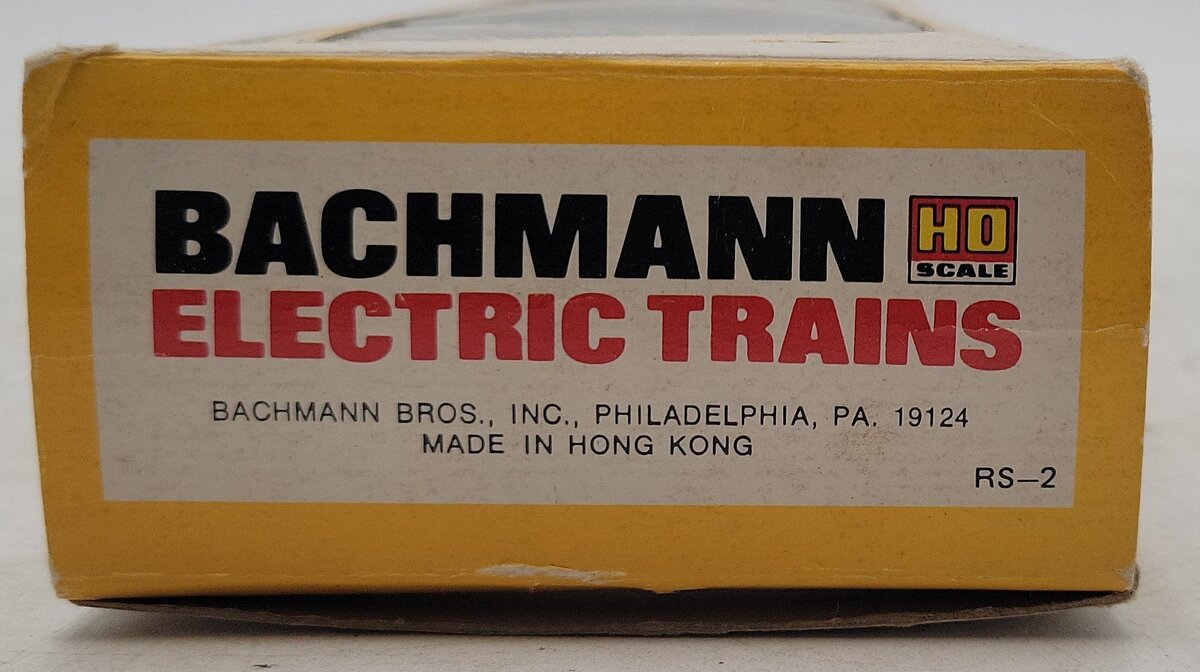 BACHMANN HO SCALE
ELECTRIC TRAINS
BACHMANN BROS., INC., PHILADELPHIA, PA. 19124
MADE IN HONG KONG
RS—2